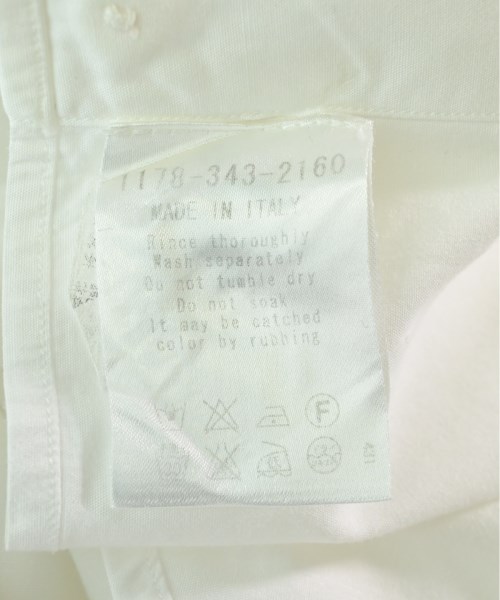 1178-343-2160
MADE IN ITALY
Rince thoroughly
Wash separately
Do not tumble dry
Do not soak
It may be catched
color by rubbing
F